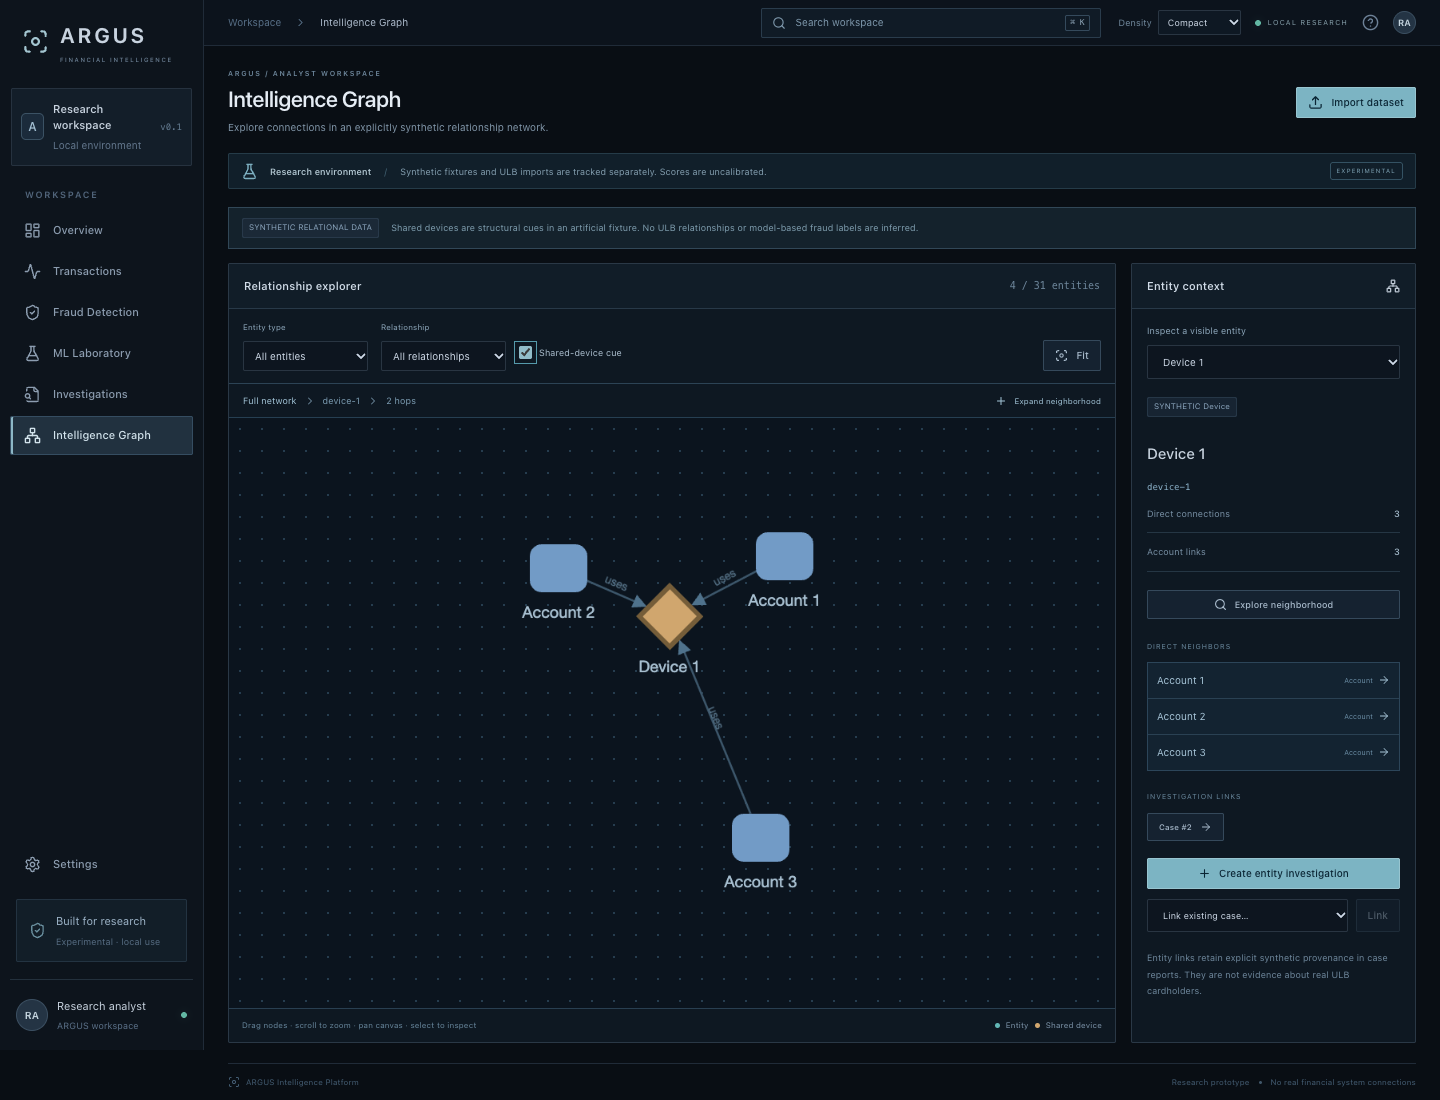 ARGUS
FINANCIAL INTELLIGENCE
A
Research
workspace
v0.1
Local environment
WORKSPACE
Overview
Transactions
Fraud Detection
ML Laboratory
Investigations
Intelligence Graph
Settings
Built for research
Experimental · local use
RA
Research analyst
ARGUS workspace
Workspace
Intelligence Graph
Search workspace
⌘ K
Density
Compact
LOCAL RESEARCH
RA
ARGUS / ANALYST WORKSPACE
Intelligence Graph
Explore connections in an explicitly synthetic relationship network.
Import dataset
Research environment / Synthetic fixtures and ULB imports are tracked separately. Scores are uncalibrated.
EXPERIMENTAL
SYNTHETIC RELATIONAL DATA
Shared devices are structural cues in an artificial fixture. No ULB relationships or model-based fraud labels are inferred.
Relationship explorer
4 / 31 entities
Entity type
Relationship
All entities
All relationships
Shared-device cue
Fit
Full network
device-1
2 hops
Expand neighborhood
uses
uses
Account 2
Account 1
Device 1
uses
Account 3
Drag nodes · scroll to zoom · pan canvas · select to inspect
Entity
Shared device
Entity context
Inspect a visible entity
Device 1
SYNTHETIC Device
Device 1
device-1
Direct connections 3
Account links 3
Explore neighborhood
DIRECT NEIGHBORS
Account 1 Account
Account 2 Account
Account 3 Account
INVESTIGATION LINKS
Case #2
Create entity investigation
Link existing case...
Link
Entity links retain explicit synthetic provenance in case
reports. They are not evidence about real ULB
cardholders.
ARGUS Intelligence Platform
Research prototype • No real financial system connections